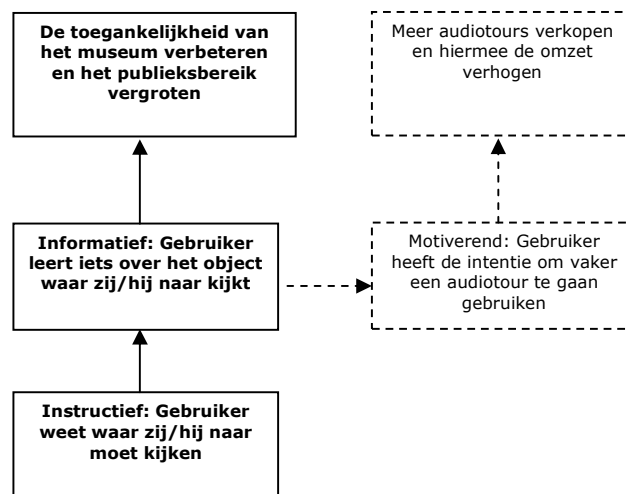 De toegankelijkheid van
het museum verbeteren
en het publieksbereik
vergroten
Meer audiotours verkopen
en hiermee de omzet
verhogen
Informatief: Gebruiker
leert iets over het object
waar zij/hij naar kijkt
Motiverend: Gebruiker
heeft de intentie om vaker
een audiotour te gaan
gebruiken
Instructief: Gebruiker
weet waar zij/hij naar
moet kijken